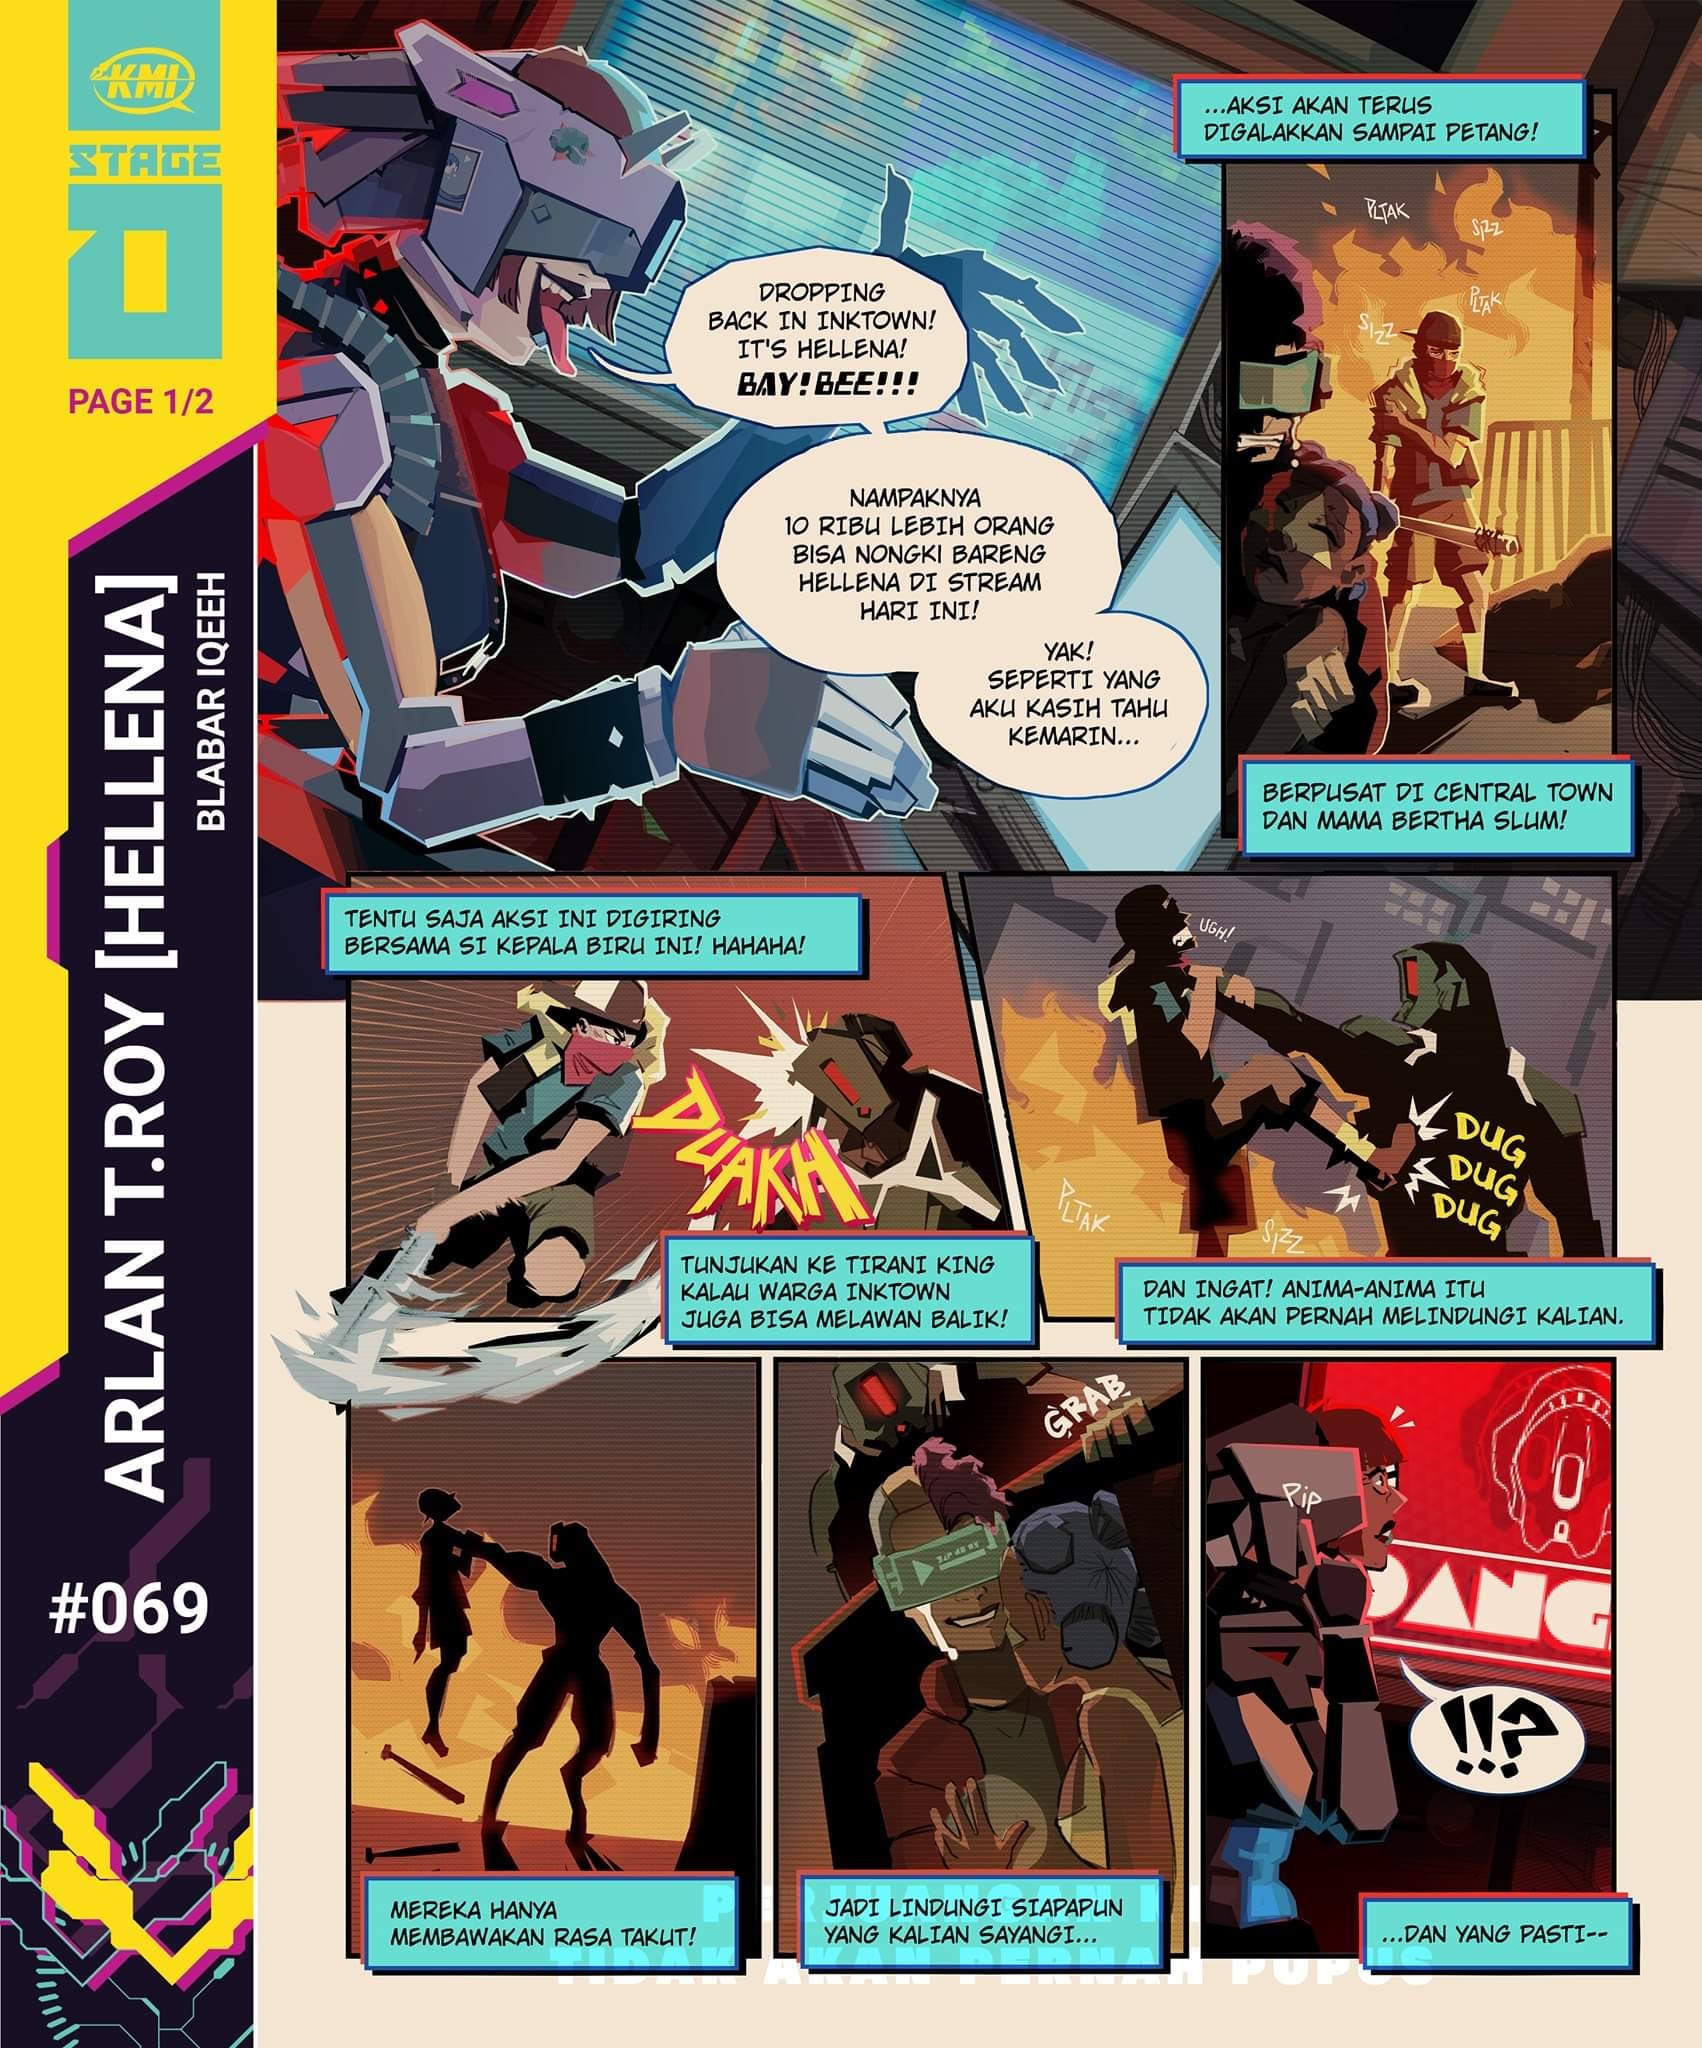 KMI
STAGE
0
PAGE 1/2
ARLAN T.ROY [HELLENA]
BLABAR IQEEH
#069
DROPPING
BACK IN INKTOWN!
IT'S HELLENA!
BAY! BEE!!!
NAMPAKNYA
10 RIBU LEBIH ORANG
BISA NONGKI BARENG
HELLENA DI STREAM
HARI INI!
YAK!
SEPERTI YANG
AKU KASIH TAHU
KEMARIN...
...AKSI AKAN TERUS
DIGALAKKAN SAMPAI PETANG!
PLTAK
SIZZ
PLTAK
SIZZ
BERPUSAT DI CENTRAL TOWN
DAN MAMA BERTHA SLUM!
TENTU SAJA AKSI INI DIGIRING
BERSAMA SI KEPALA BIRU INI! HAHAHA!
DUAKH
TUNJUKAN KE TIRANI KING
KALAU WARGA INKTOWN
JUGA BISA MELAWAN BALIK!
UGH!
DUG
DUG
DUG
PLTAK
SIZZ
DAN INGAT! ANIMA-ANIMA ITU
TIDAK AKAN PERNAH MELINDUNGI KALIAN.
MEREKA HANYA
MEMBAWAKAN RASA TAKUT!
GRAB
JADI LINDUNGI SIAPAPUN
YANG KALIAN SAYANGI...
PIP
DANG
!!?
...DAN YANG PASTI--
PERJUANGAN
TIDAK AKAN PERNAH PUPUS